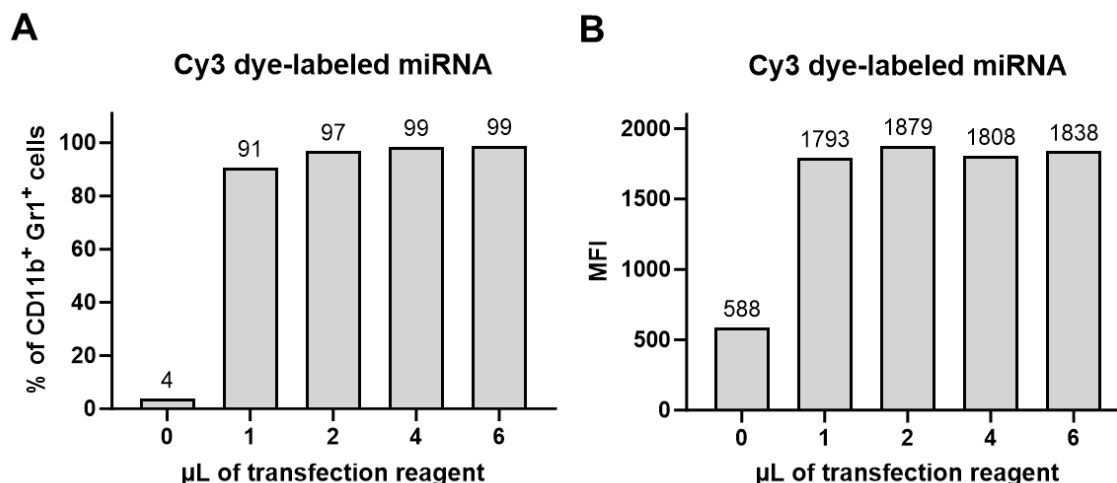 A
Cy3 dye-labeled miRNA
% of CD11b⁺ Gr1⁺ cells
100
80
60
40
20
0
4
91
97
99
99
0 1 2 4 6
µL of transfection reagent
B
Cy3 dye-labeled miRNA
MFI
2000
1500
1000
500
0
588
1793
1879
1808
1838
0 1 2 4 6
µL of transfection reagent